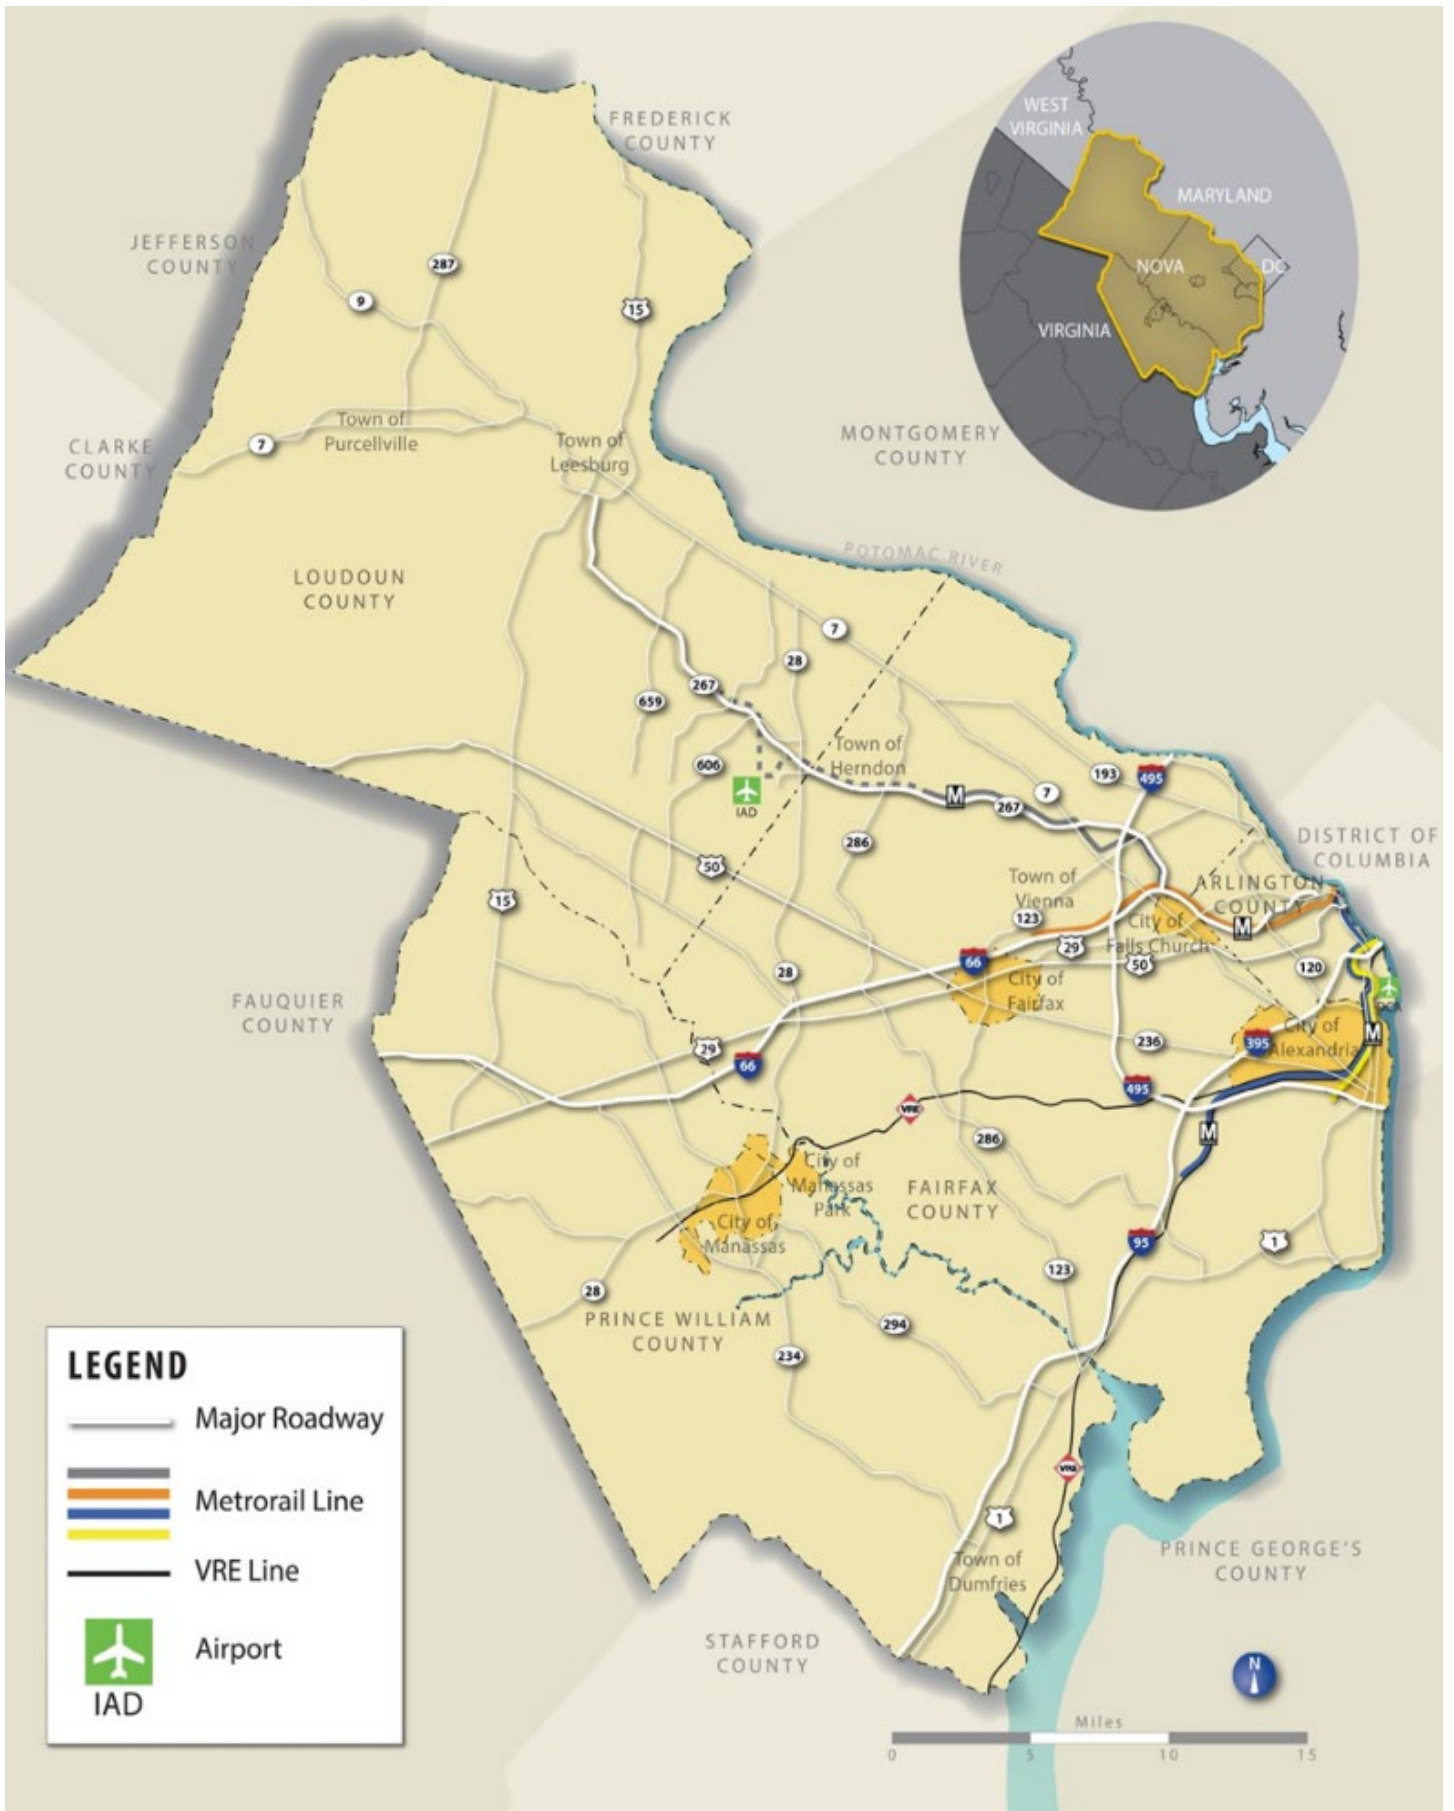 FREDERICK
COUNTY
WEST
VIRGINIA
MARYLAND
NOVA
DC
VIRGINIA
JEFFERSON
COUNTY
287
9
15
Town of
Purcellville
7
CLARKE
COUNTY
Town of
Leesburg
MONTGOMERY
COUNTY
POTOMAC RIVER
LOUDOUN
COUNTY
7
28
267
659
606
IAD
Town of
Herndon
M
267
7
193
495
286
50
15
DISTRICT OF
COLUMBIA
Town of
Vienna
123
ARLINGTON
COUNTY
City of
Falls Church
M
29
50
120
66
28
City of
Fairfax
FAUQUIER
COUNTY
29
66
236
395
City of
Alexandria
M
495
VRE
M
286
City of
Manassas
Park
FAIRFAX
COUNTY
City of
Manassas
95
1
123
28
PRINCE WILLIAM
COUNTY
294
234
VRE
1
Town of
Dumfries
PRINCE GEORGE'S
COUNTY
STAFFORD
COUNTY
N
Miles
0 5 10 15
LEGEND
Major Roadway
Metrorail Line
VRE Line
Airport
IAD